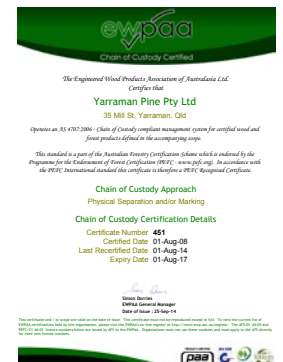 ewpaa
Chain of Custody Certified
The Engineered Wood Products Association of Australasia Ltd.
Certifies that
Yarraman Pine Pty Ltd
35 Mill St, Yarraman, Qld
Operates an AS 4707:2006 - Chain of Custody compliant management system for certified wood and
forest products defined in the accompanying scope.
This standard is a part of the Australian Forestry Certification Scheme which is endorsed by the
Programme for the Endorsement of Forest Certification (PEFC - www.pefc.org). In accordance with
the PEFC International standard this certificate is therefore a PEFC Recognised Certificate.
Chain of Custody Approach
Physical Separation and/or Marking
Chain of Custody Certification Details
Certificate Number 451
Certified Date 01-Aug-08
Last Recertified Date 01-Aug-14
Expiry Date 01-Aug-17
Simon Dorries
EWPAA General Manager
Date of Issue : 25-Sep-14
paa